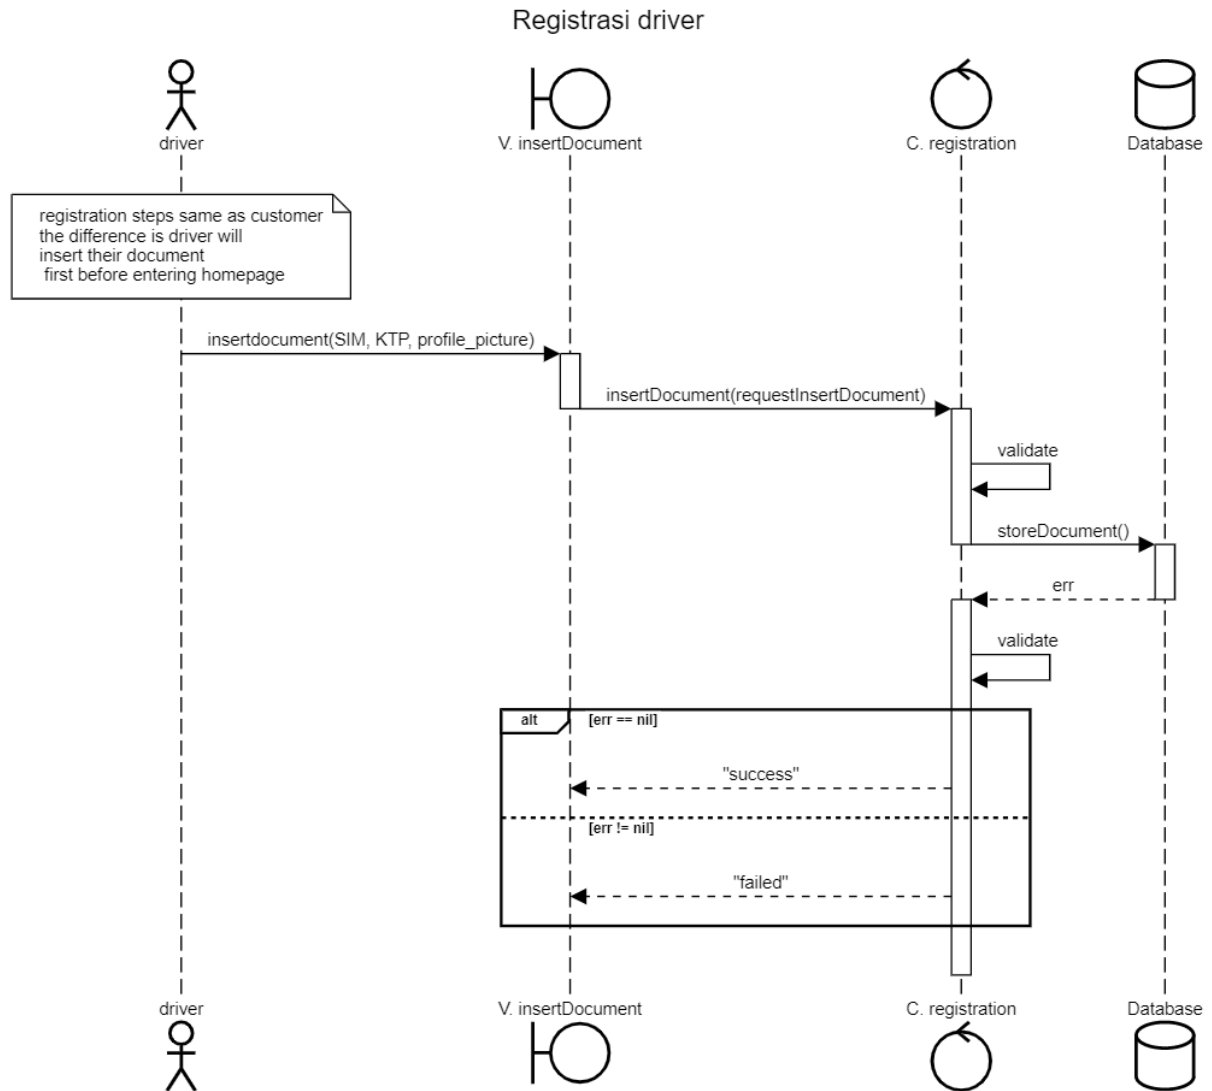 Registrasi driver
driver
V. insertDocument
C. registration
Database
registration steps same as customer
the difference is driver will
insert their document
first before entering homepage
insertdocument(SIM, KTP, profile_picture)
insertDocument(requestInsertDocument)
validate
storeDocument()
err
validate
alt
[err == nil]
"success"
[err != nil]
"failed"
driver
V. insertDocument
C. registration
Database